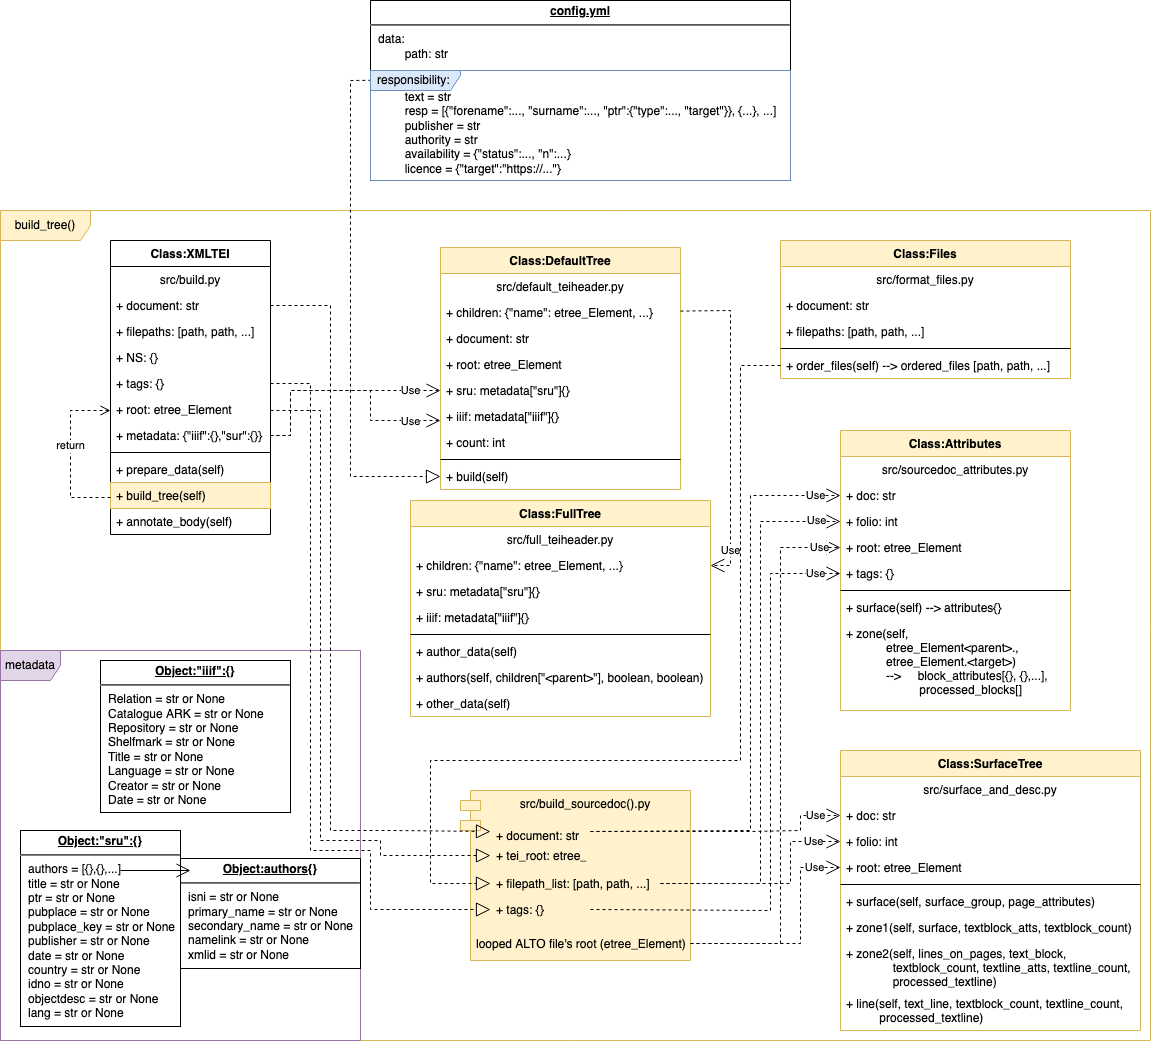 config.yml
data:
path: str
responsibility:
text = str
resp = [{"forename":..., "surname":..., "ptr":{"type":..., "target"}}, {...}, ...]
publisher = str
authority = str
availability = {"status":..., "n":...}
licence = {"target":"https://..."}
build_tree()
Class:XMLTEI
src/build.py
+ document: str
+ filepaths: [path, path, ...]
+ NS: {}
+ tags: {}
+ root: etree_Element
+ metadata: {"iiif":{},"sur":{}}
+ prepare_data(self)
+ build_tree(self)
+ annotate_body(self)
return
Class:DefaultTree
src/default_teiheader.py
+ children: {"name": etree_Element, ...}
+ document: str
+ root: etree_Element
+ sru: metadata["sru"]{}
+ iiif: metadata["iiif"]{}
+ count: int
+ build(self)
Use
Use
Class:Files
src/format_files.py
+ document: str
+ filepaths: [path, path, ...]
+ order_files(self) --> ordered_files [path, path, ...]
Class:FullTree
src/full_teiheader.py
+ children: {"name": etree_Element, ...}
+ sru: metadata["sru"]{}
+ iiif: metadata["iiif"]{}
+ author_data(self)
+ authors(self, children["<parent>"], boolean, boolean)
+ other_data(self)
Use
Class:Attributes
src/sourcedoc_attributes.py
+ doc: str
+ folio: int
+ root: etree_Element
+ tags: {}
+ surface(self) --> attributes{}
+ zone(self,
etree_Element<parent>.,
etree_Element.<target>)
--> block_attributes[{}, {},...],
processed_blocks[]
Use
Use
Use
Use
metadata
Object:"iiif":{}
Relation = str or None
Catalogue ARK = str or None
Repository = str or None
Shelfmark = str or None
Title = str or None
Language = str or None
Creator = str or None
Date = str or None
Object:"sru":{}
authors = [{},{},...]
title = str or None
ptr = str or None
pubplace = str or None
pubplace_key = str or None
publisher = str or None
date = str or None
country = str or None
idno = str or None
objectdesc = str or None
lang = str or None
Object:authors{}
isni = str or None
primary_name = str or None
secondary_name = str or None
namelink = str or None
xmlid = str or None
src/build_sourcedoc().py
+ document: str
+ tei_root: etree_
+ filepath_list: [path, path, ...]
+ tags: {}
looped ALTO file's root (etree_Element)
Use
Use
Use
Class:SurfaceTree
src/surface_and_desc.py
+ doc: str
+ folio: int
+ root: etree_Element
+ surface(self, surface_group, page_attributes)
+ zone1(self, surface, textblock_atts, textblock_count)
+ zone2(self, lines_on_pages, text_block,
textblock_count, textline_atts, textline_count,
processed_textline)
+ line(self, text_line, textblock_count, textline_count,
processed_textline)